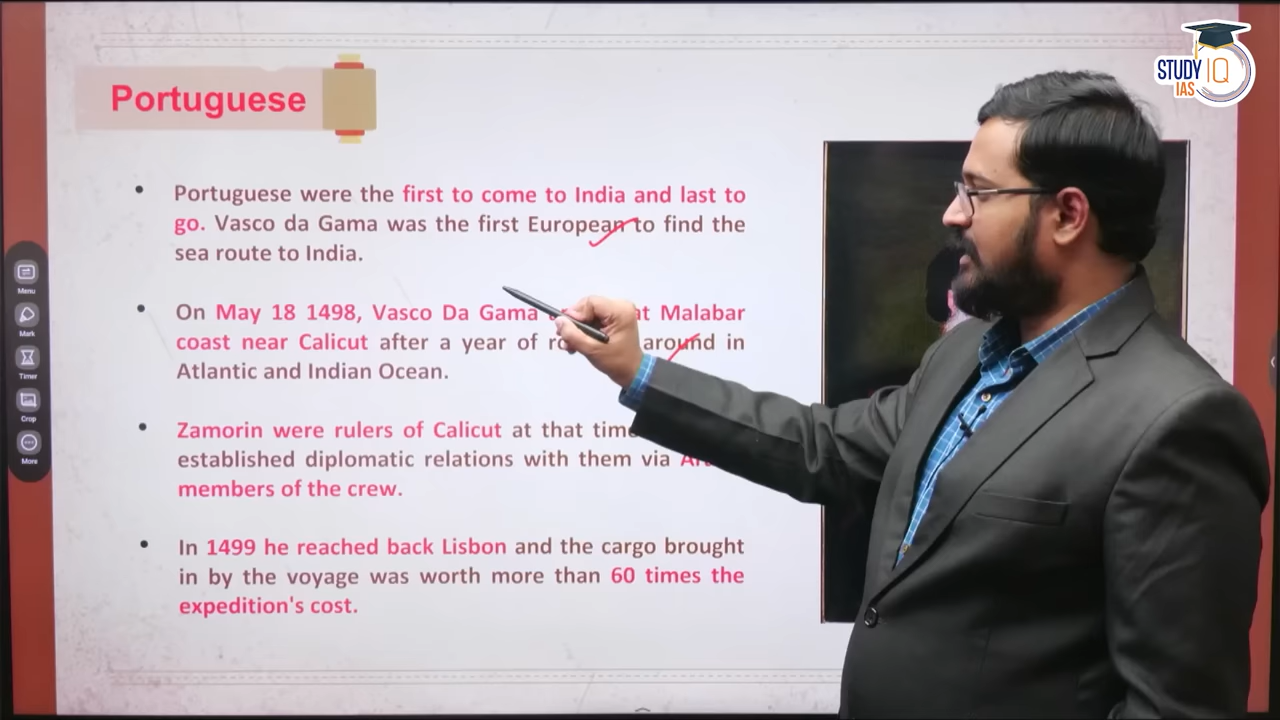 STUDY IQ
IAS
Portuguese
• Portuguese were the first to come to India and last to
go. Vasco da Gama was the first European to find the
sea route to India.
• On May 18 1498, Vasco Da Gama at Malabar
coast near Calicut after a year of around in
Atlantic and Indian Ocean.
• Zamorin were rulers of Calicut at that
established diplomatic relations with them via
members of the crew.
• In 1499 he reached back Lisbon and the cargo brought
in by the voyage was worth more than 60 times the
expedition's cost.
Menu
Mark
Timer
Crop
More